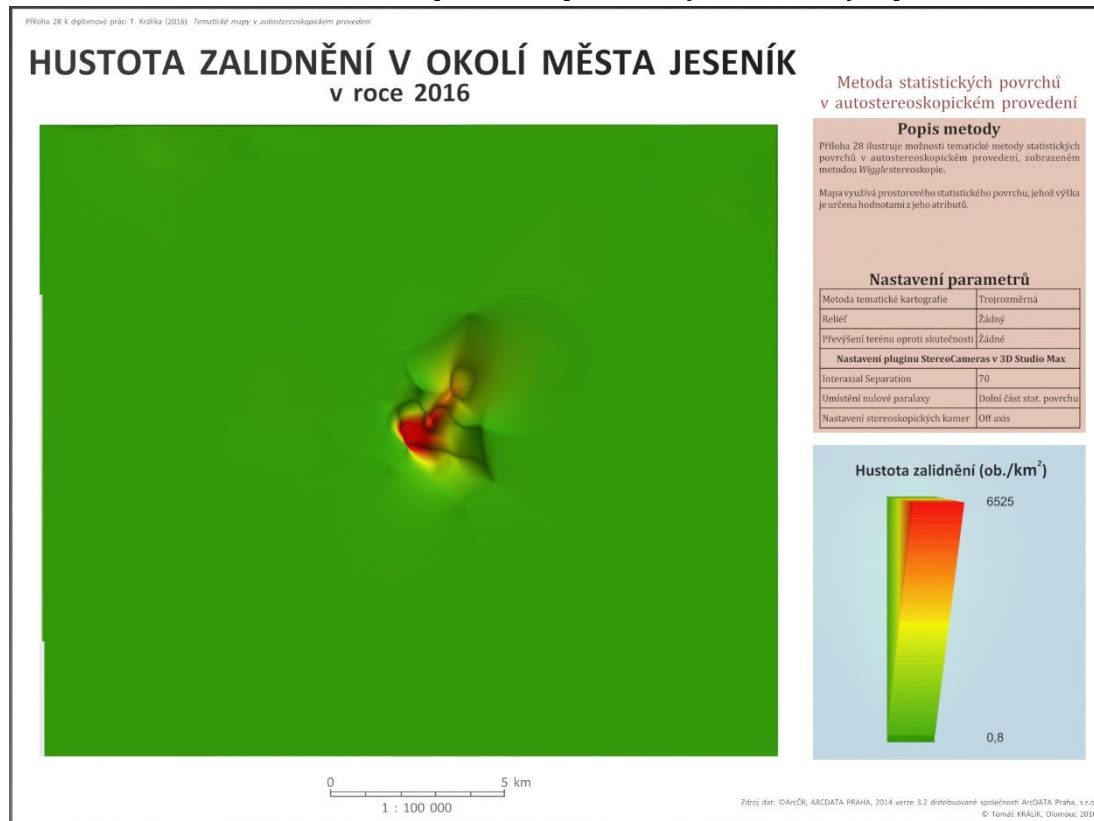 Příloha 28 k diplomové práci T. Králíka (2016) Tematické mapy v autostereoskopickém provedení
HUSTOTA ZALIDNĚNÍ V OKOLÍ MĚSTA JESENÍK
v roce 2016
Metoda statistických povrchů
v autostereoskopickém provedení
Popis metody
Příloha 28 ilustruje možnosti tematické metody statistických
povrchů v autostereoskopickém provedení, zobrazeném
metodou Wiggle stereoskopie.
Mapa využívá prostorového statistického povrchu, jehož výška
je určena hodnotami z jeho atributů.
Nastavení parametrů
Metoda tematické kartografie Trojrozměrná
Reliéf Žádný
Převýšení terénu oproti skutečnosti Žádné
Nastavení pluginu StereoCameras v 3D Studio Max
Interaxial Separation 70
Umístění nulové paralaxy Dolní část stat. povrchu
Nastavení stereoskopických kamer Off axis
Hustota zalidnění (ob./km²)
6525
0,8
0 5 km
1 : 100 000
Zdroj dat: ©ArcČR, ARCDATA PRAHA, 2014 verze 3.2 distribuované společností ArcDATA Praha, s.r.o
© Tomáš KRÁLÍK, Olomouc 2016